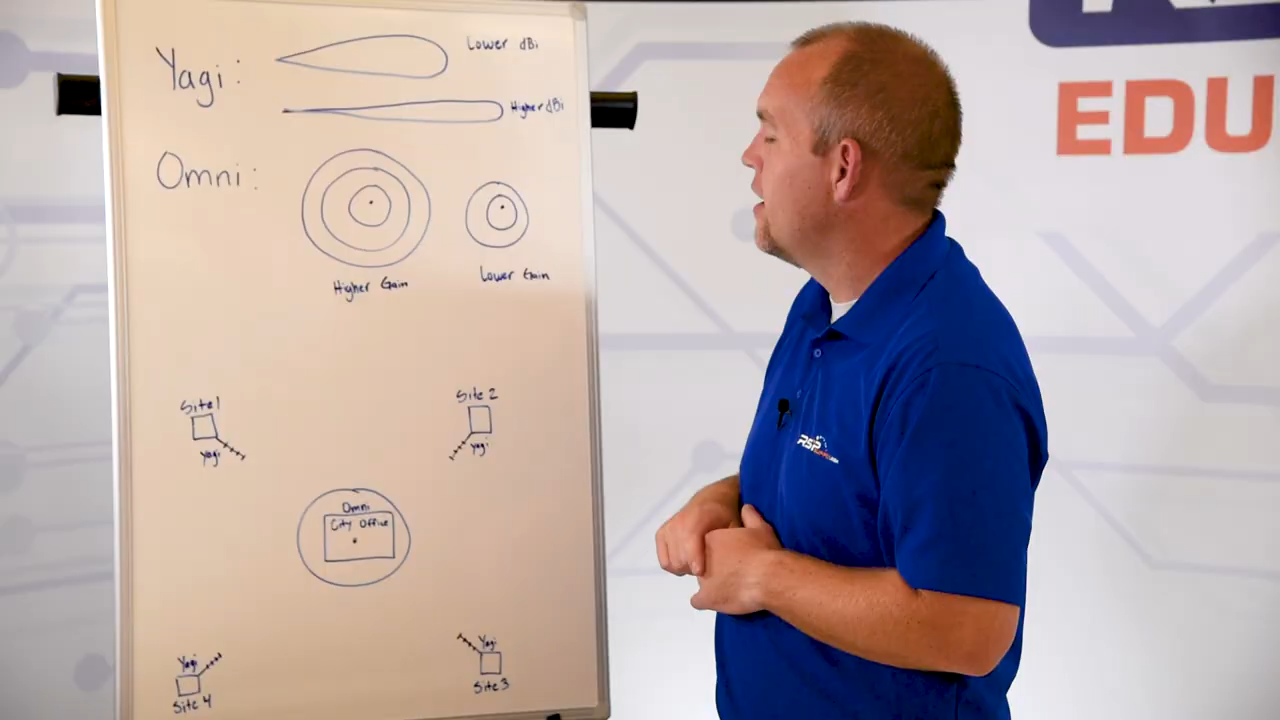 Yagi:
Lower dBi
Higher dBi
Omni:
Higher Gain
Lower Gain
Site 1
Yagi
Site 2
Yagi
Omni
City Office
Yagi
Site 4
Yagi
Site 3
EDU
RSP